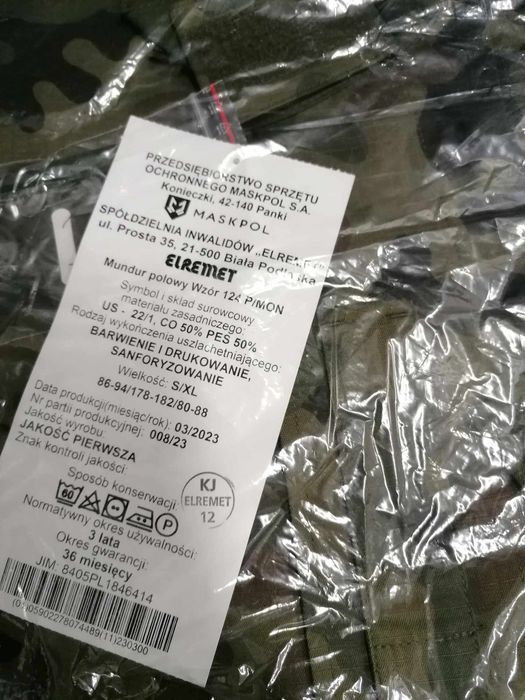 PRZEDSIĘBIORSTWO SPRZĘTU
OCHRONNEGO MASKPOL S.A.
Konieczki, 42-140 Panki
MASKPOL
SPÓŁDZIELNIA INWALIDÓW „ELREMET"
ul. Prosta 35, 21-500 Biała Podlaska
ELREMET
Mundur polowy Wzór 124 P/MON
Symbol i skład surowcowy
materiału zasadniczego:
US - 22/1, CO 50% PES 50%
Rodzaj wykończenia uszlachetniającego:
BARWIENIE I DRUKOWANIE,
SANFORYZOWANIE
Wielkość: S/XL
86-94/178-182/80-88
Data produkcji(miesiąc/rok): 03/2023
Nr partii produkcyjnej: 008/23
Jakość wyrobu:
JAKOŚĆ PIERWSZA
Znak kontroli jakości:
KJ
ELREMET
12
Sposób konserwacji:
60
P
Normatywny okres używalności:
3 lata
Okres gwarancji:
36 miesięcy
JIM: 8405PL1846414
(01)05902278074489(11)230300